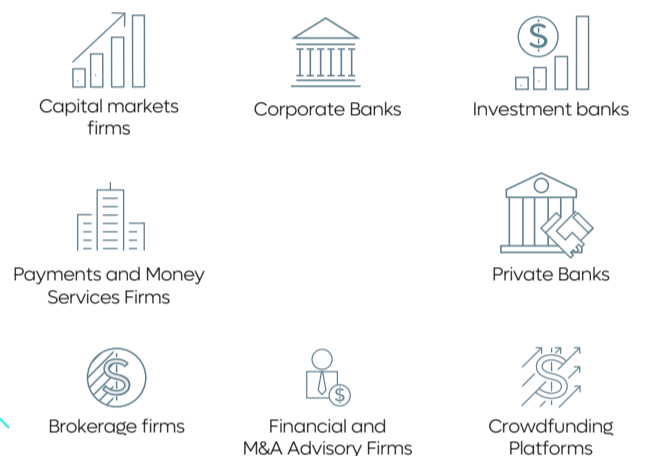 Capital markets
firms
Corporate Banks
Investment banks
Payments and Money
Services Firms
Private Banks
Brokerage firms
Financial and
M&A Advisory Firms
Crowdfunding
Platforms